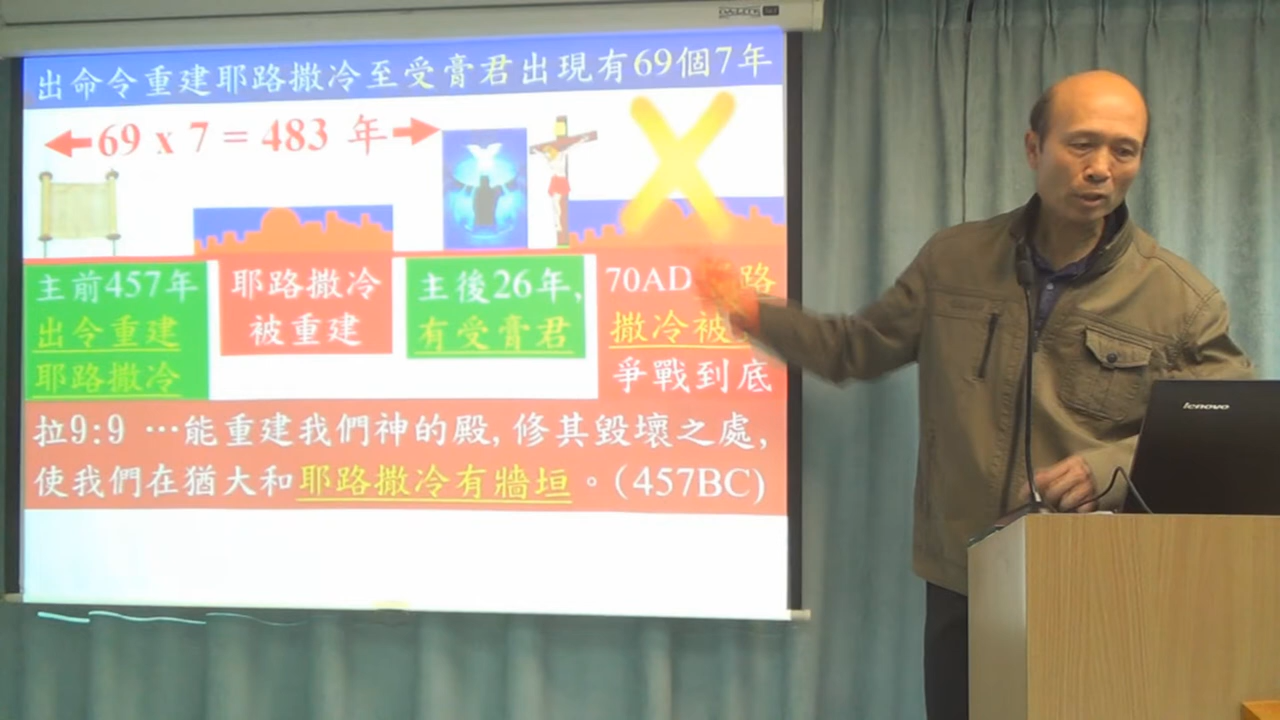 出命令重建耶路撒冷至受膏君出現有69個7年
69 x 7 = 483 年
主前457年
出令重建
耶路撒冷
耶路撒冷
被重建
主後26年,
有受膏君
70AD 路
撒冷被
爭戰到底
拉9:9 …能重建我們神的殿, 修其毀壞之處,
使我們在猶大和耶路撒冷有牆垣。(457BC)
lenovo